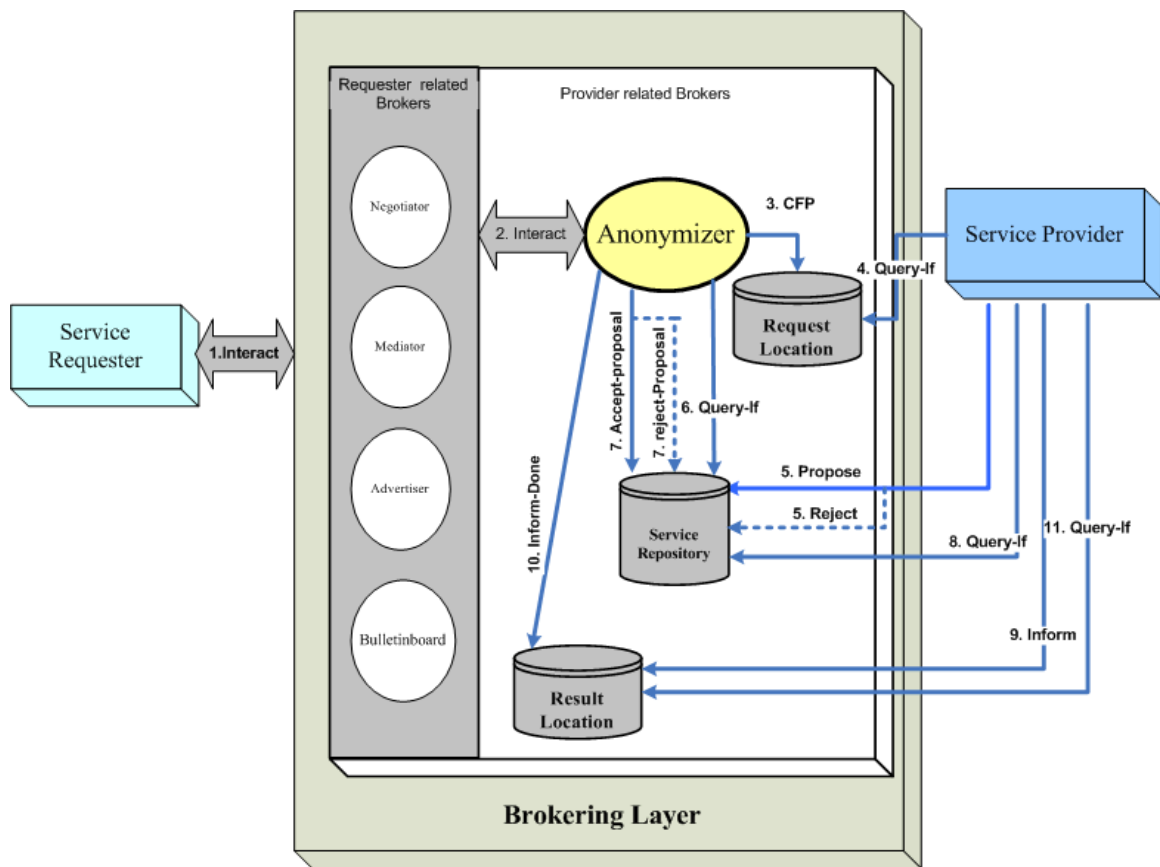 Requester related
Brokers
Provider related Brokers
Negotiator
Mediator
Advertiser
Bulletinboard
Service
Requester
1.Interact
2. Interact
Anonymizer
3. CFP
Request
Location
4. Query-If
Service Provider
7. Accept-proposal
7. reject-Proposal
6. Query-If
5. Propose
5. Reject
Service
Repository
8. Query-If
11. Query-If
9. Inform
10. Inform-Done
Result
Location
Brokering Layer